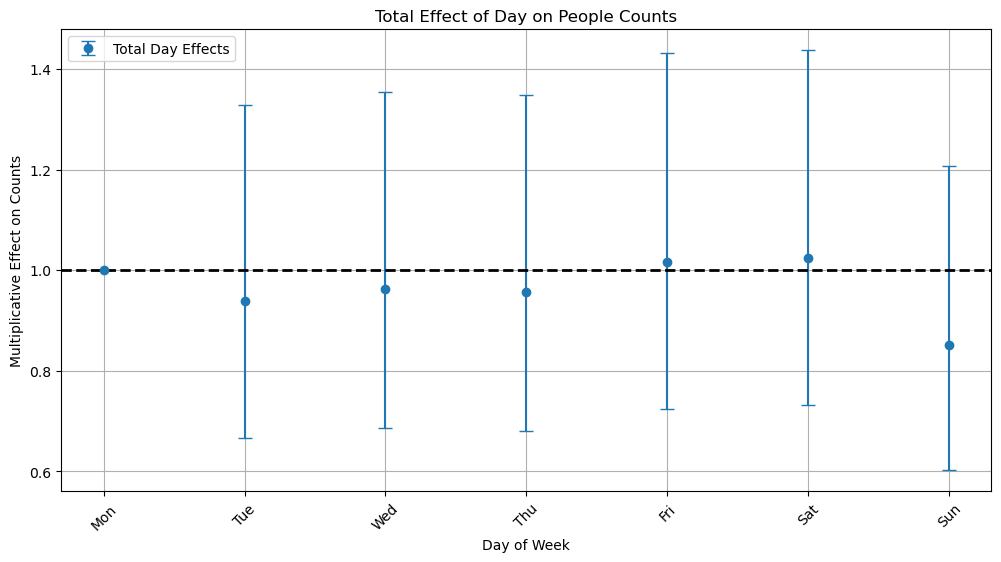 Total Effect of Day on People Counts
Total Day Effects
Multiplicative Effect on Counts
1.4
1.2
1.0
0.8
0.6
Mon
Tue
Wed
Thu
Fri
Sat
Sun
Day of Week